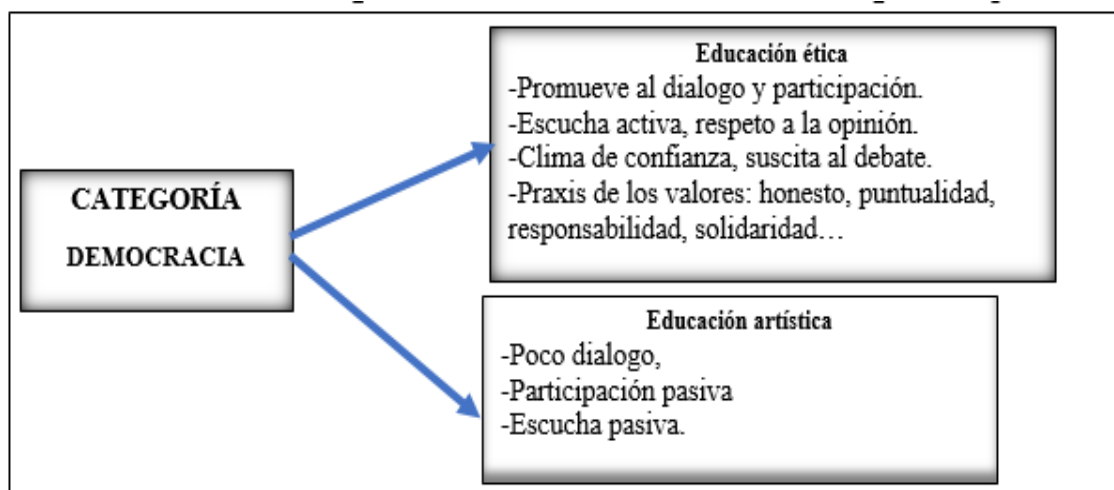 CATEGORÍA
DEMOCRACIA
Educación ética
-Promueve al dialogo y participación.
-Escucha activa, respeto a la opinión.
-Clima de confianza, suscita al debate.
-Praxis de los valores: honesto, puntualidad,
responsabilidad, solidaridad…
Educación artística
-Poco dialogo,
-Participación pasiva
-Escucha pasiva.